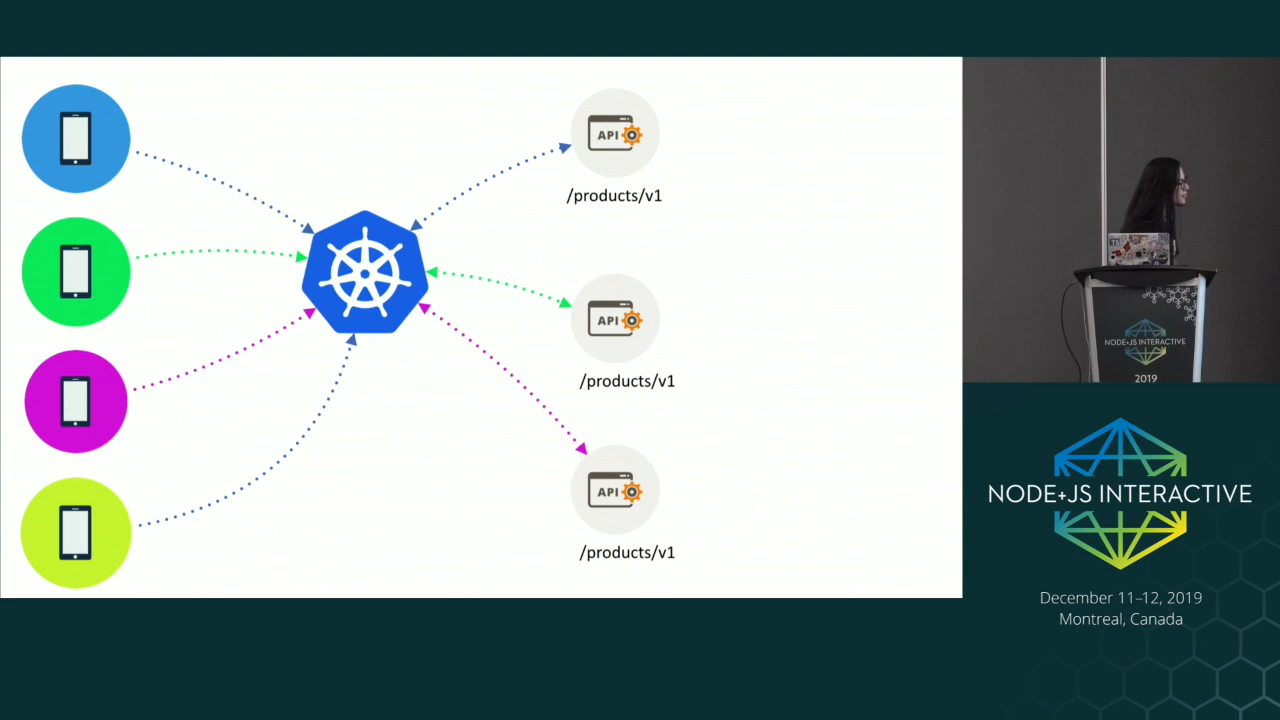 API
/products/v1
API
/products/v1
API
/products/v1
TS
NODE+JS INTERACTIVE
2019
NODE+JS INTERACTIVE
December 11–12, 2019
Montreal, Canada